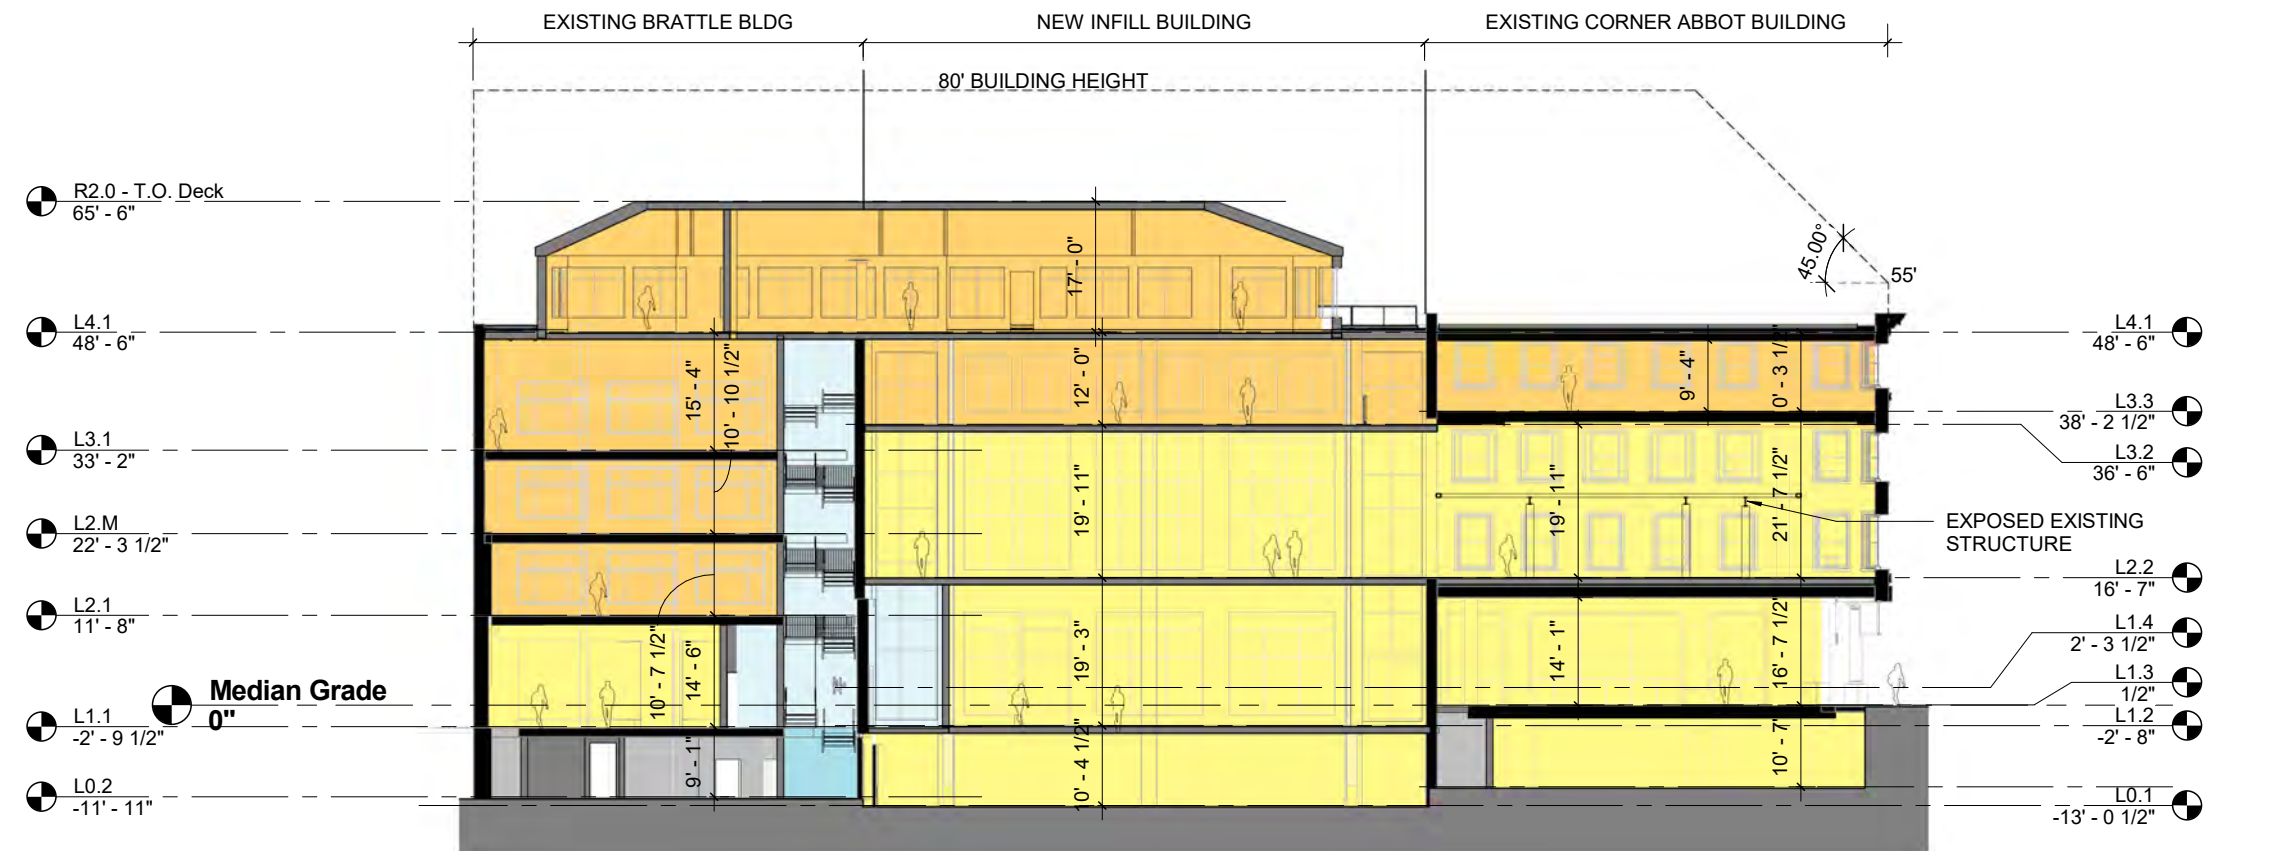 EXISTING BRATTLE BLDG
NEW INFILL BUILDING
EXISTING CORNER ABBOT BUILDING
80' BUILDING HEIGHT
R2.0 - T.O. Deck
65' - 6"
45.00°
55'
17' - 0"
L4.1
48' - 6"
L4.1
48' - 6"
15' - 4"
10' - 10 1/2"
12' - 0"
9' - 4"
0' - 3 1/
L3.3
38' - 2 1/2"
L3.1
33' - 2"
L3.2
36' - 6"
19' - 11"
19' - 1"
21' - 7 1/2"
EXPOSED EXISTING
STRUCTURE
L2.M
22' - 3 1/2"
L2.2
16' - 7"
L2.1
11' - 8"
10' - 7 1/2"
14' - 6"
19' - 3"
14' - 1"
16' - 7 1/2"
L1.4
2' - 3 1/2"
L1.3
1/2"
Median Grade
0"
L1.1
-2' - 9 1/2"
L1.2
-2' - 8"
9' - 1"
10' - 4 1/2"
10' - 7"
L0.2
-11' - 11"
L0.1
-13' - 0 1/2"